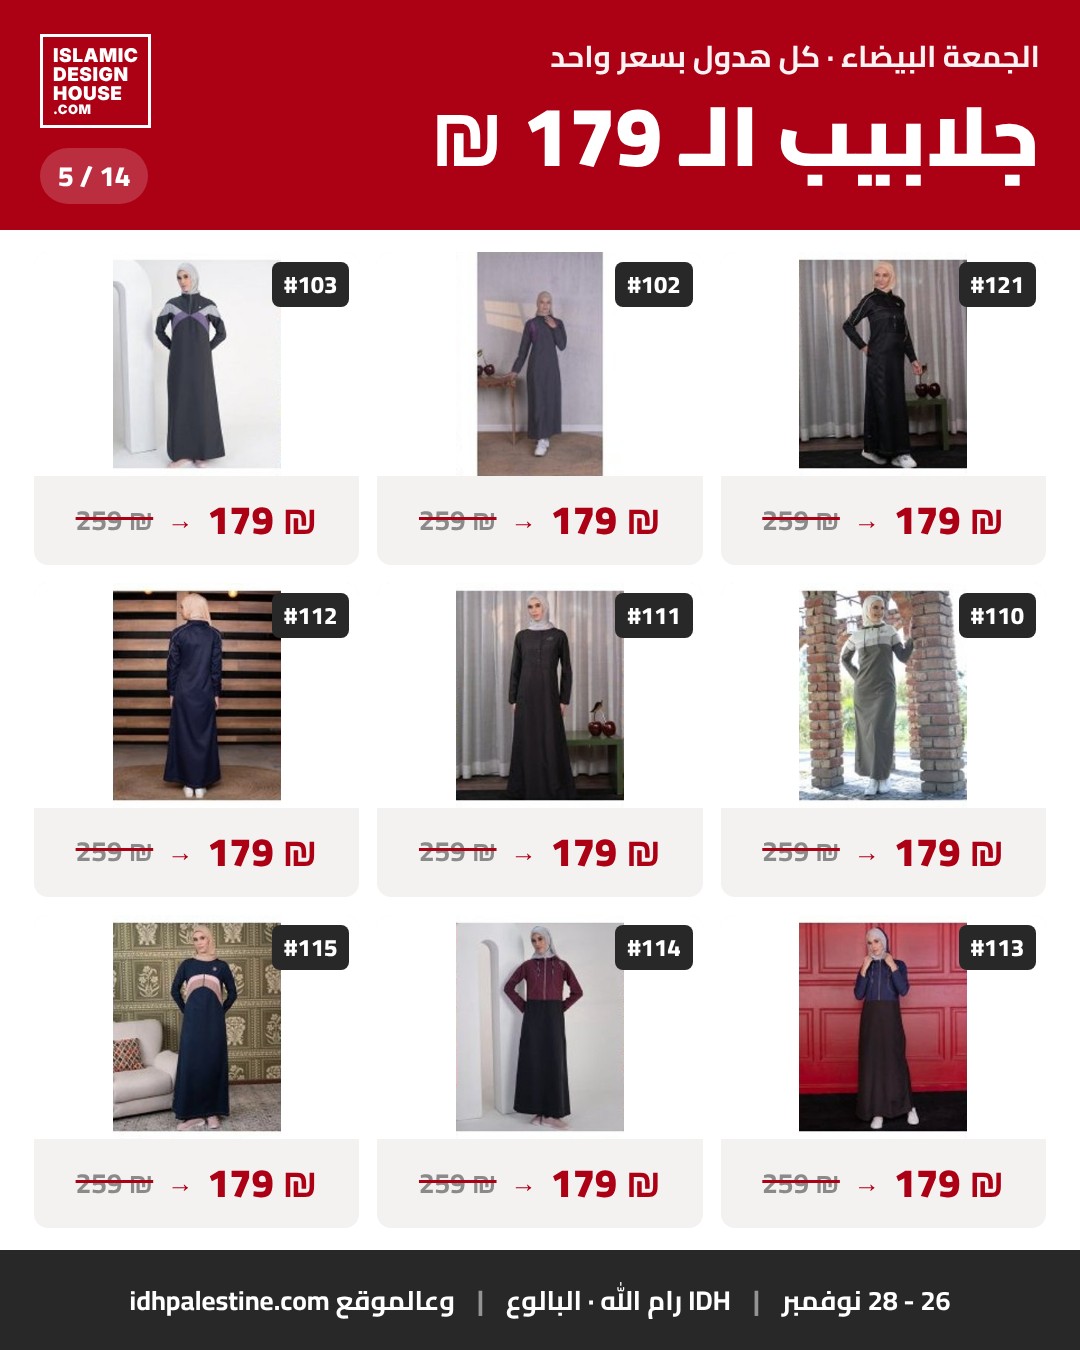 الجمعة البيضاء · كل هدول بسعر واحد
جلابيب الـ 179 ₪
ISLAMIC
DESIGN
HOUSE
.COM
5 / 14
#121
#102
#103
259 ₪ → 179 ₪
259 ₪ → 179 ₪
259 ₪ → 179 ₪
#110
#111
#112
259 ₪ → 179 ₪
259 ₪ → 179 ₪
259 ₪ → 179 ₪
#113
#114
#115
259 ₪ → 179 ₪
259 ₪ → 179 ₪
259 ₪ → 179 ₪
26 - 28 نوفمبر | IDH رام الله · البالوع | وعالموقع idhpalestine.com